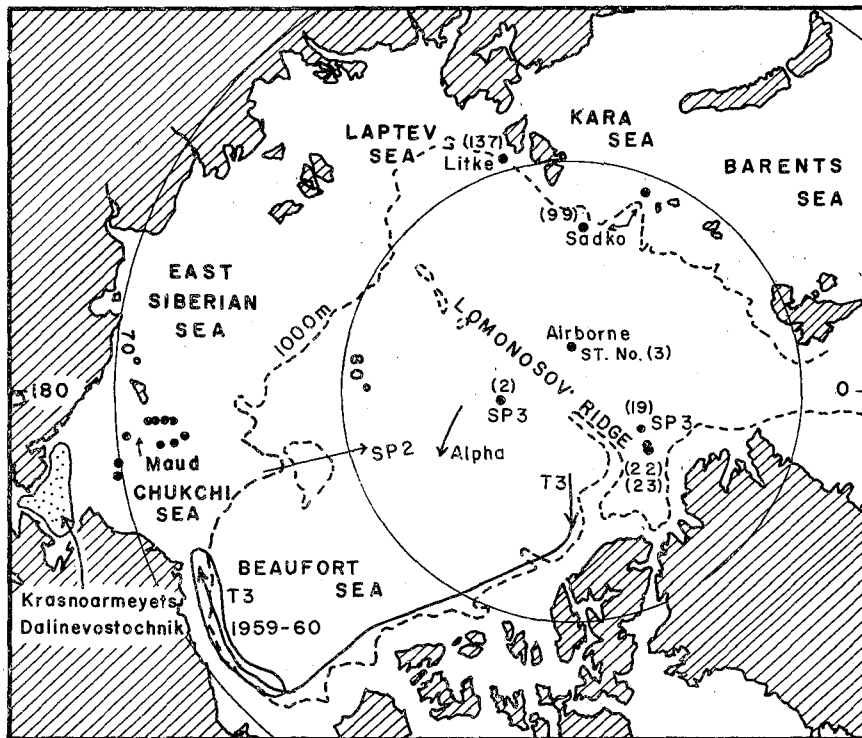 LAPTEV
SEA
KARA
SEA
BARENTS
SEA
(137)
Litke
(99)
Sadko
EAST
SIBERIAN
SEA
1000m
LOMONOSOV
RIDGE
Airborne
ST. No. (3)
70
80
180
0
(2)
SP3
(19)
SP3
(22)
(23)
SP2
Alpha
Maud
CHUKCHI
SEA
T3
BEAUFORT
SEA
T3
1959-60
Krasnoarmeyets
Dalinevostochnik